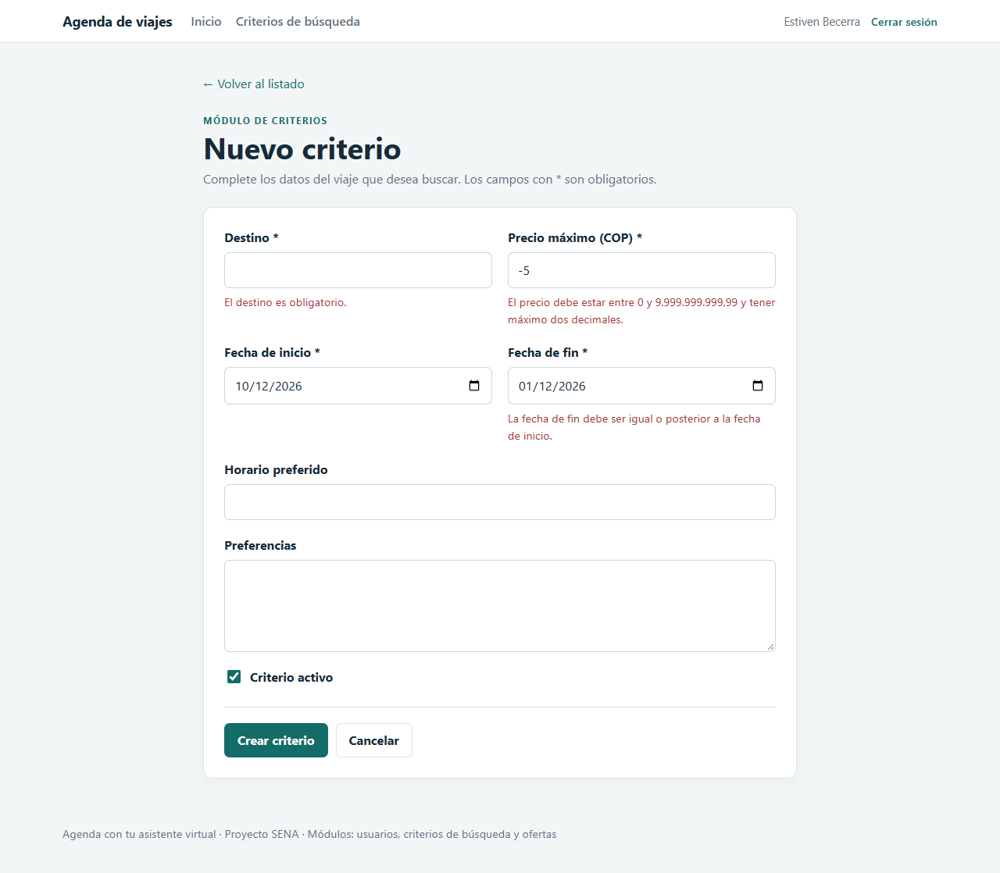 Agenda de viajes Inicio Criterios de búsqueda Estiven Becerra Cerrar sesión
← Volver al listado
MÓDULO DE CRITERIOS
Nuevo criterio
Complete los datos del viaje que desea buscar. Los campos con * son obligatorios.
Destino *
El destino es obligatorio.
Precio máximo (COP) *
-5
El precio debe estar entre 0 y 9.999.999.999,99 y tener
máximo dos decimales.
Fecha de inicio *
10/12/2026
Fecha de fin *
01/12/2026
La fecha de fin debe ser igual o posterior a la fecha
de inicio.
Horario preferido
Preferencias
Criterio activo
Crear criterio
Cancelar
Agenda con tu asistente virtual · Proyecto SENA · Módulos: usuarios, criterios de búsqueda y ofertas